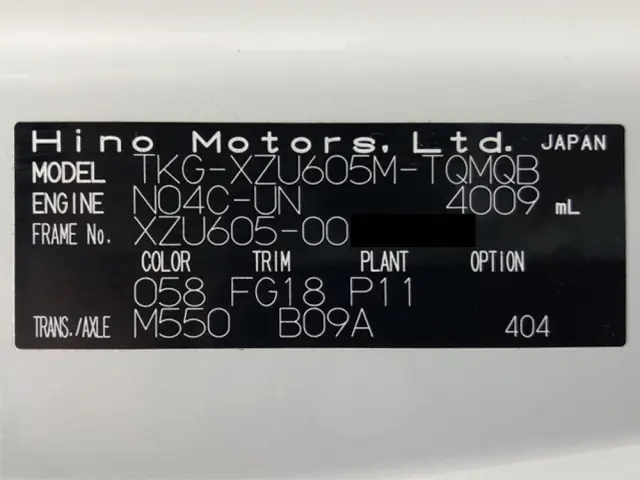 Hino Motors, Ltd. JAPAN
MODEL TKG-XZU605M-TQMQB
ENGINE N04C-UN 4009 mL
FRAME No. XZU605-00
COLOR TRIM PLANT OPTION
058 FG18 P11
TRANS./AXLE M550 B09A 404